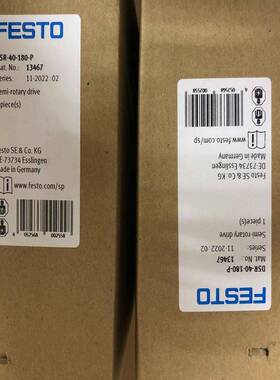 FESTO
DSR-40-180-P
Mat. No.: 13467
Series: 11-2022 .02
semi-rotary drive
piece(s)
Festo SE & Co. KG
DE-73734 Esslingen
Made in Germany
www.festo.com/sp
FESTO
DSR-40-180-P
Mat. No.: 13467
Series: 11-2022 .02
Semi-rotary drive
1 piece(s)
Festo SE & Co. KG
DE-73734 Esslingen
Made in Germany
www.festo.com/sp